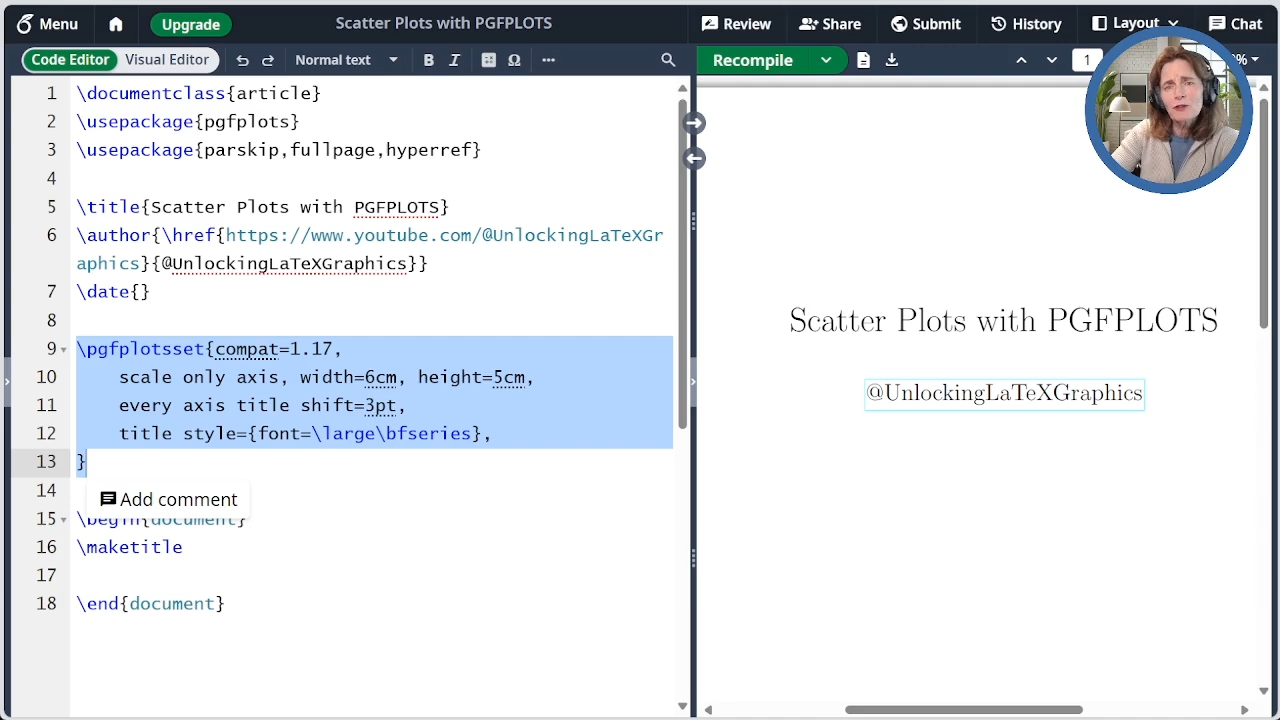 Menu
Upgrade
Scatter Plots with PGFPLOTS
Review
Share
Submit
History
Layout
Chat
Code Editor
Visual Editor
Normal text
B
I
Ω
Recompile
1
%
1 \documentclass{article}
2 \usepackage{pgfplots}
3 \usepackage{parskip,fullpage,hyperref}
4
5 \title{Scatter Plots with PGFPLOTS}
6 \author{\href{https://www.youtube.com/@UnlockingLaTeXGr
aphics}{@UnlockingLaTeXGraphics}}
7 \date{}
8
9 \pgfplotsset{compat=1.17,
10 scale only axis, width=6cm, height=5cm,
11 every axis title shift=3pt,
12 title style={font=\large\bfseries},
13 }
14
Add comment
15 \begin{document}
16 \maketitle
17
18 \end{document}
Scatter Plots with PGFPLOTS
@UnlockingLaTeXGraphics